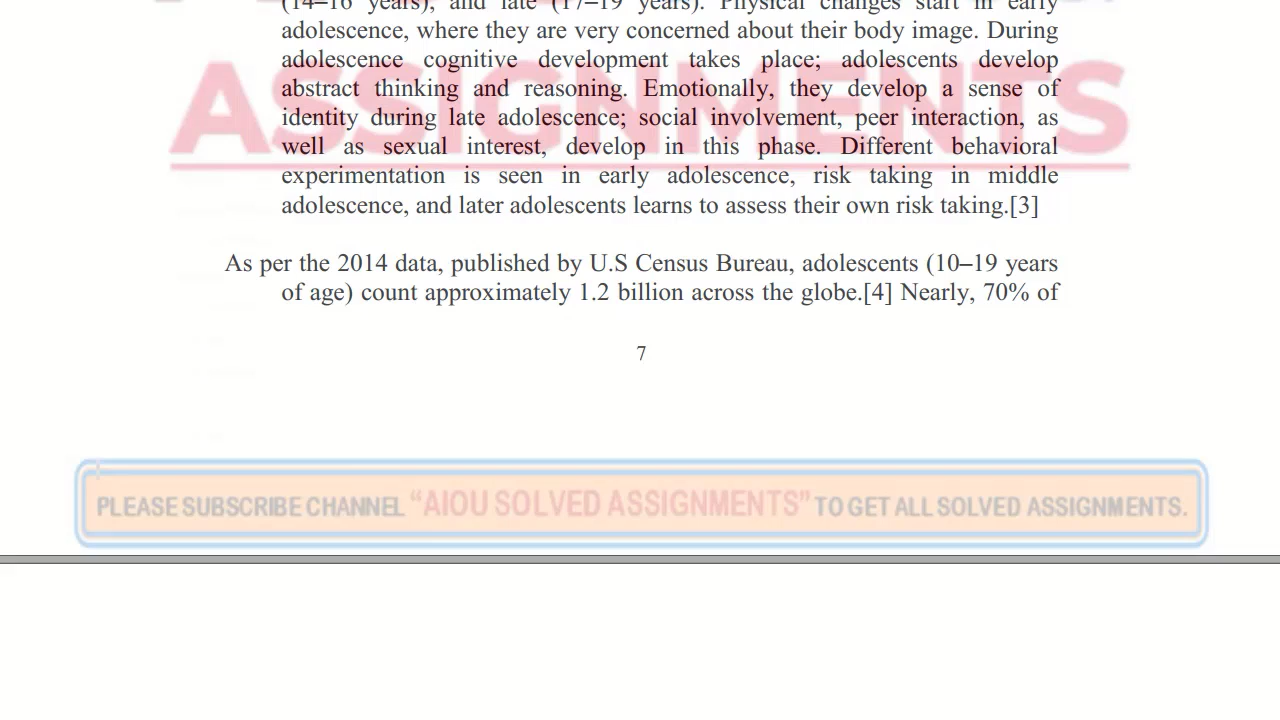 (14–16 years), and late (17–19 years). Physical changes start in early
adolescence, where they are very concerned about their body image. During
adolescence cognitive development takes place; adolescents develop
abstract thinking and reasoning. Emotionally, they develop a sense of
identity during late adolescence; social involvement, peer interaction, as
well as sexual interest, develop in this phase. Different behavioral
experimentation is seen in early adolescence, risk taking in middle
adolescence, and later adolescents learns to assess their own risk taking.[3]
ASSIGNMENTS
As per the 2014 data, published by U.S Census Bureau, adolescents (10–19 years
of age) count approximately 1.2 billion across the globe.[4] Nearly, 70% of
7
PLEASE SUBSCRIBE CHANNEL “AIOU SOLVED ASSIGNMENTS” TO GET ALL SOLVED ASSIGNMENTS.